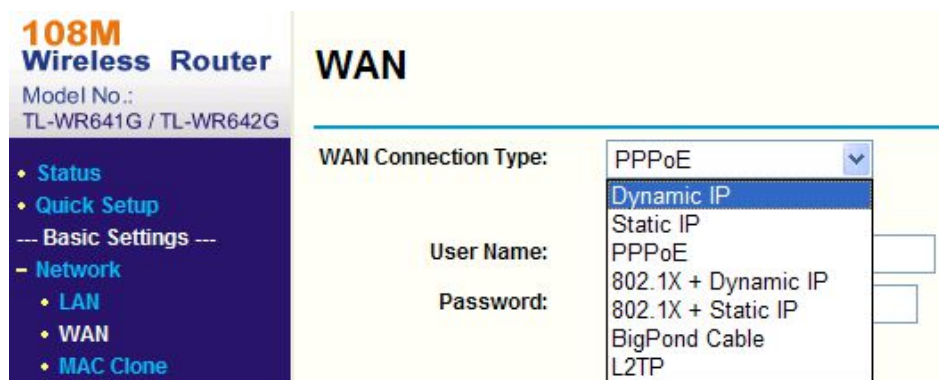 108M
Wireless Router
Model No.:
TL-WR641G / TL-WR642G
• Status
• Quick Setup
--- Basic Settings ---
– Network
• LAN
• WAN
• MAC Clone
WAN
WAN Connection Type:
PPPoE
Dynamic IP
Static IP
PPPoE
802.1X + Dynamic IP
802.1X + Static IP
BigPond Cable
L2TP
User Name:
Password: